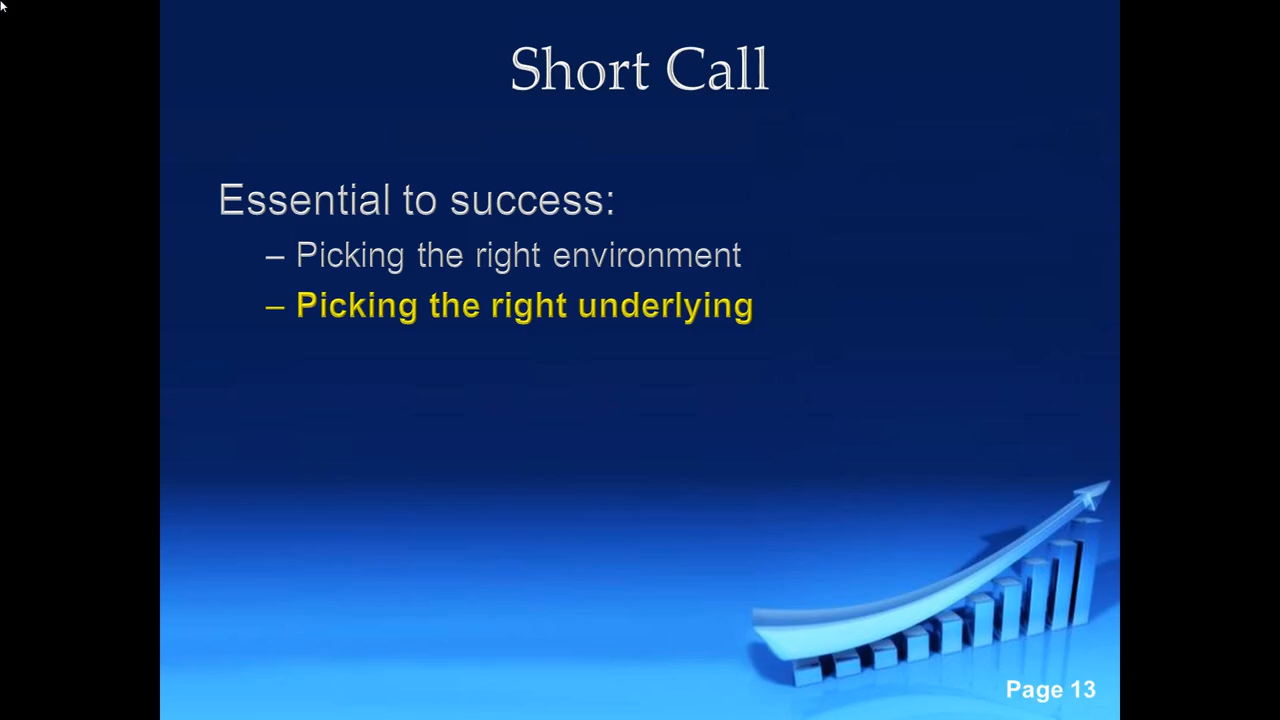 Short Call
Essential to success:
– Picking the right environment
– Picking the right underlying
Page 13